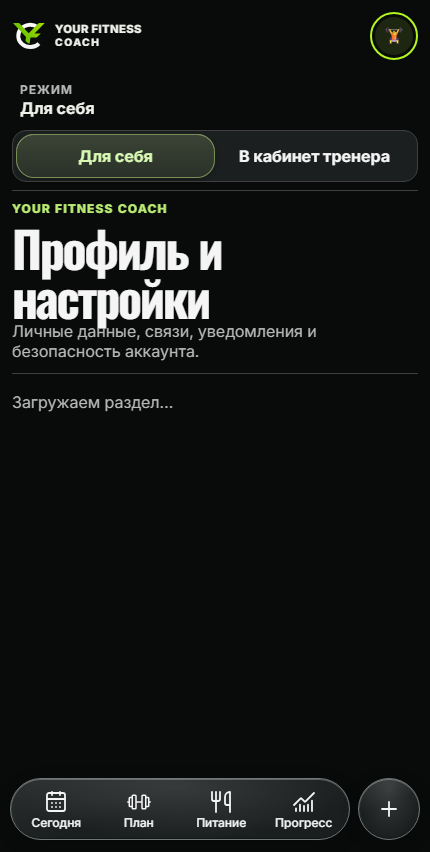 YOUR FITNESS
COACH
РЕЖИМ
Для себя
Для себя
В кабинет тренера
YOUR FITNESS COACH
Профиль и
настройки
Личные данные, связи, уведомления и
безопасность аккаунта.
Загружаем раздел...
Сегодня
План
Питание
Прогресс